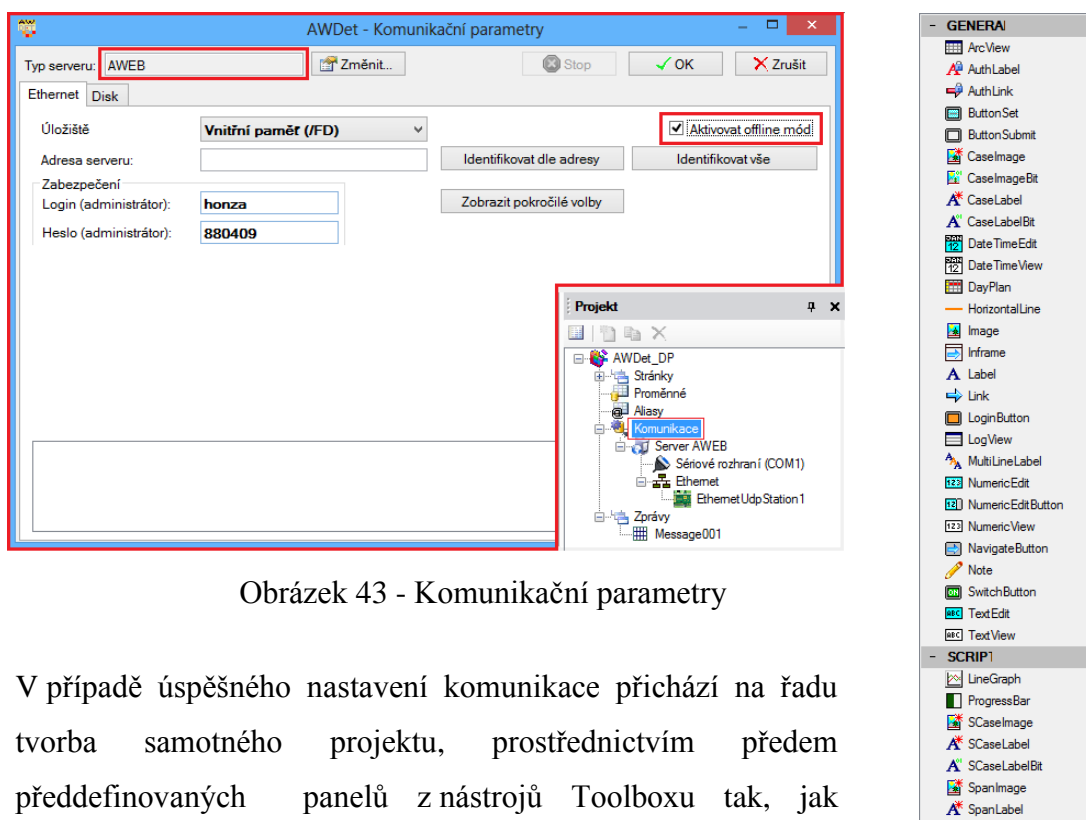 AWDet - Komunikační parametry
Typ serveru: AWEB Změnit... Stop OK Zrušit
Ethernet Disk
Úložiště Vnitřní paměť (/FD) Aktivovat offline mód
Adresa serveru: Identifikovat dle adresy Identifikovat vše
Zabezpečení
Login (administrátor): honza Zobrazit pokročilé volby
Heslo (administrátor): 880409
Projekt
AWDet_DP
Stránky
Proměnné
Aliasy
Komunikace
Server AWEB
Sériové rozhraní (COM1)
Ethernet
EthernetUdpStation1
Zprávy
Message001
Obrázek 43 - Komunikační parametry
V případě úspěšného nastavení komunikace přichází na řadu
tvorba samotného projektu, prostřednictvím předem
předdefinovaných panelů z nástrojů Toolboxu tak, jak
GENERAL
ArcView
AuthLabel
AuthLink
ButtonSet
ButtonSubmit
CaseImage
CaseImageBit
CaseLabel
CaseLabelBit
DateTimeEdit
DateTimeView
DayPlan
HorizontalLine
Image
Inframe
Label
Link
LoginButton
LogView
MultiLineLabel
NumericEdit
NumericEditButton
NumericView
NavigateButton
Note
SwitchButton
TextEdit
TextView
SCRIPT
LineGraph
ProgressBar
SCaseImage
SCaseLabel
SCaseLabelBit
SpanImage
SpanLabel